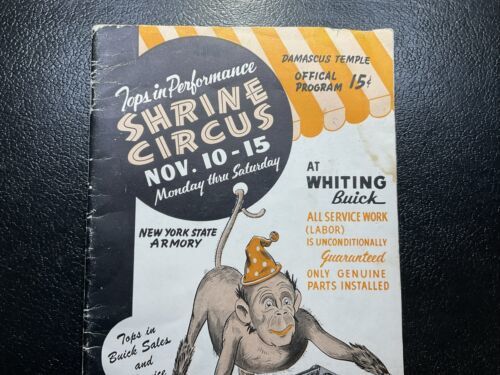 Tops in Performance
SHRINE
CIRCUS
NOV. 10-15
Monday thru Saturday
DAMASCUS TEMPLE
OFFICAL
PROGRAM 15¢
NEW YORK STATE
ARMORY
AT
WHITING
Buick
ALL SERVICE WORK
(LABOR)
IS UNCONDITIONALLY
Guaranteed
ONLY GENUINE
PARTS INSTALLED
Tops in
Buick Sales
and